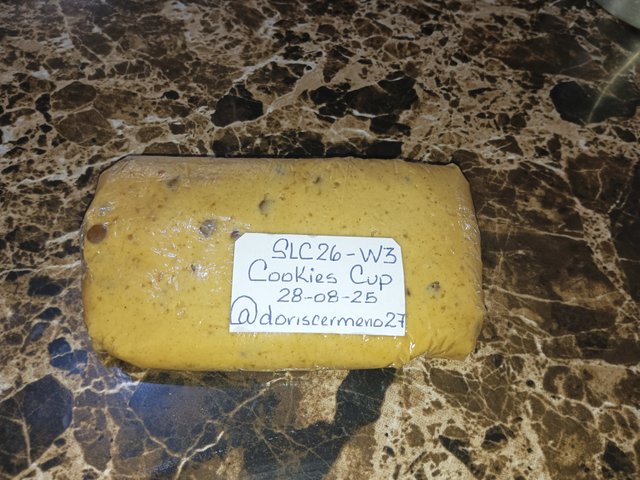 SLC26-W3
Cookies Cup
28-08-25
@doriscermeno27